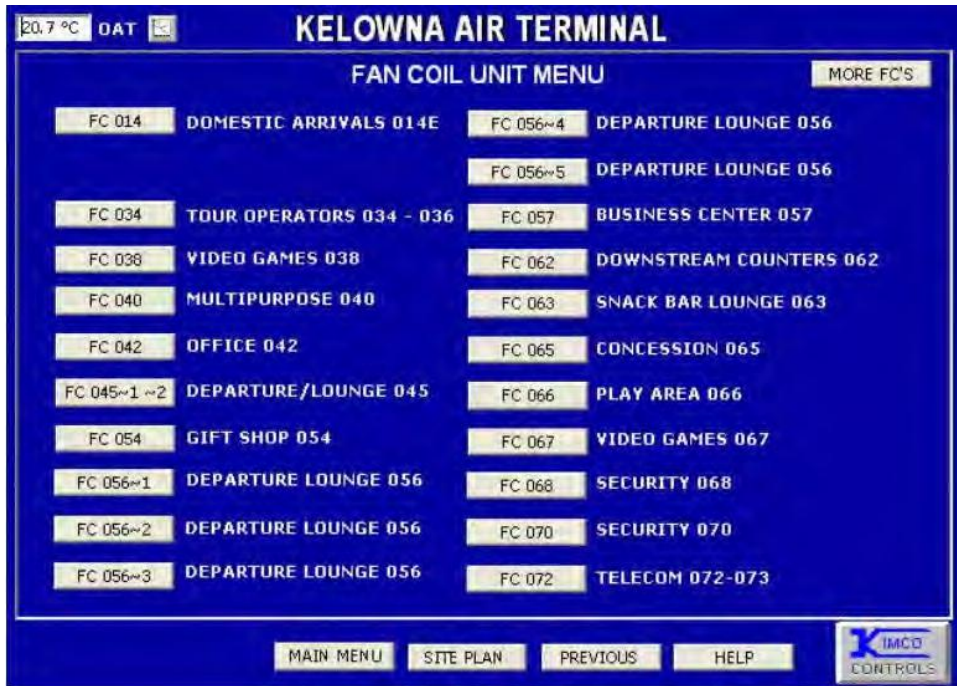 20.7 ºC OAT
KELOWNA AIR TERMINAL
FAN COIL UNIT MENU
MORE FC'S
FC 014 DOMESTIC ARRIVALS 014E
FC 034 TOUR OPERATORS 034 - 036
FC 038 VIDEO GAMES 038
FC 040 MULTIPURPOSE 040
FC 042 OFFICE 042
FC 045~1 ~2 DEPARTURE/LOUNGE 045
FC 054 GIFT SHOP 054
FC 056~1 DEPARTURE LOUNGE 056
FC 056~2 DEPARTURE LOUNGE 056
FC 056~3 DEPARTURE LOUNGE 056
FC 056~4 DEPARTURE LOUNGE 056
FC 056~5 DEPARTURE LOUNGE 056
FC 057 BUSINESS CENTER 057
FC 062 DOWNSTREAM COUNTERS 062
FC 063 SNACK BAR LOUNGE 063
FC 065 CONCESSION 065
FC 066 PLAY AREA 066
FC 067 VIDEO GAMES 067
FC 068 SECURITY 068
FC 070 SECURITY 070
FC 072 TELECOM 072-073
MAIN MENU SITE PLAN PREVIOUS HELP
KIMCO
CONTROLS